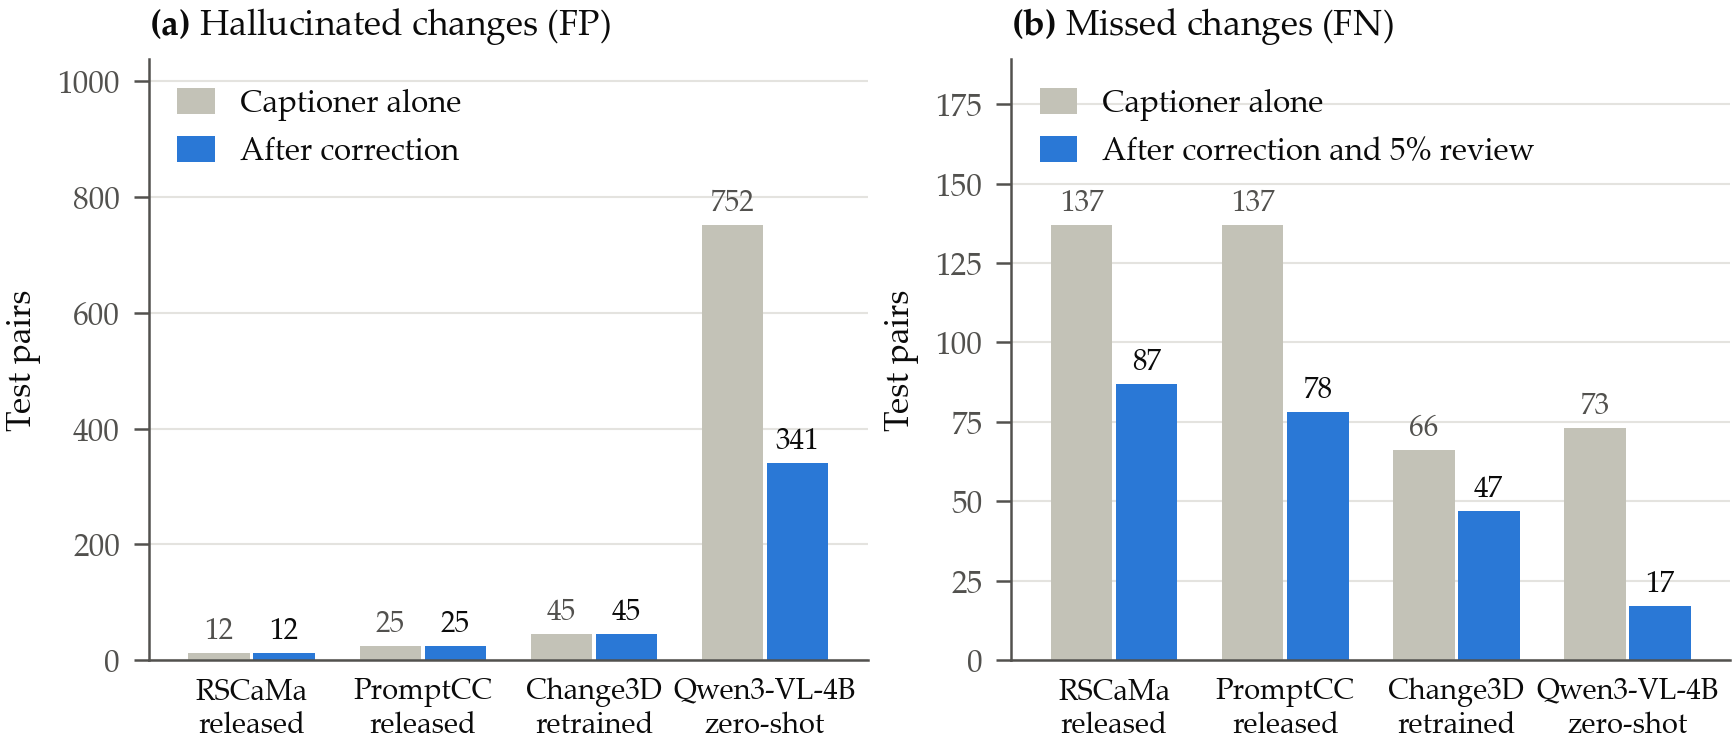 (a) Hallucinated changes (FP)
Test pairs
1000
800
600
400
200
0
Captioner alone
After correction
12
12
25
25
45
45
752
341
RSCaMa
released
PromptCC
released
Change3D
retrained
Qwen3-VL-4B
zero-shot
(b) Missed changes (FN)
Test pairs
175
150
125
100
75
50
25
0
Captioner alone
After correction and 5% review
137
87
137
78
66
47
73
17
RSCaMa
released
PromptCC
released
Change3D
retrained
Qwen3-VL-4B
zero-shot